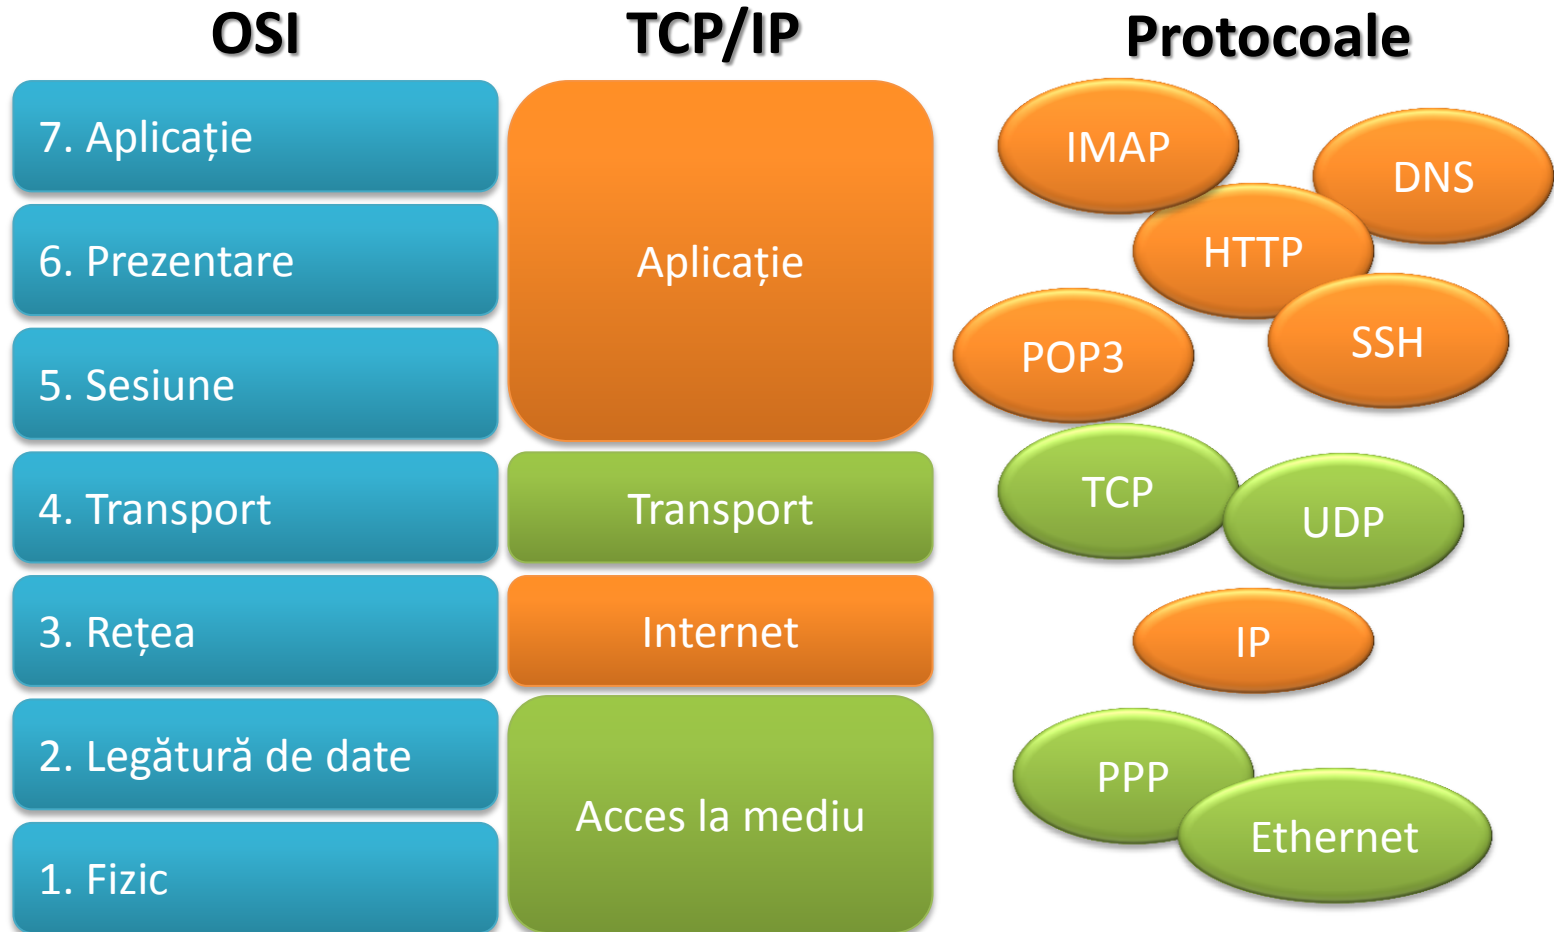 OSI
TCP/IP
Protocoale
7. Aplicație
6. Prezentare
5. Sesiune
4. Transport
3. Rețea
2. Legătură de date
1. Fizic
Aplicație
Transport
Internet
Acces la mediu
IMAP
DNS
HTTP
SSH
POP3
TCP
UDP
IP
PPP
Ethernet